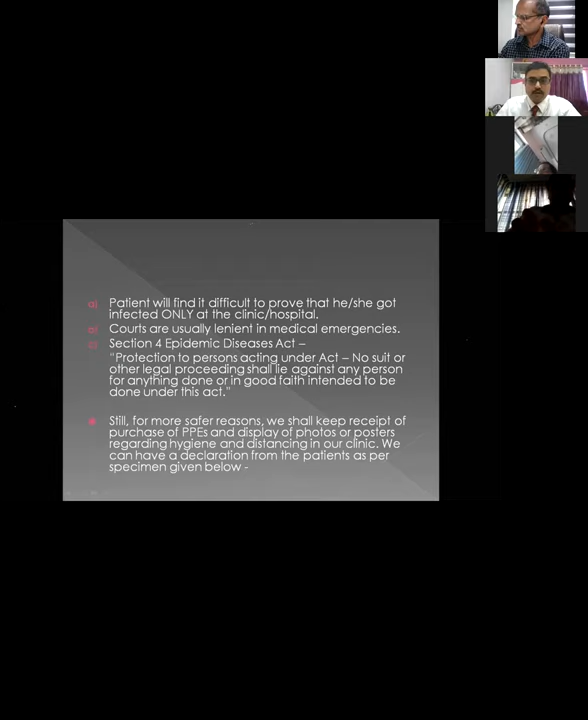 a) Patient will find it difficult to prove that he/she got
infected ONLY at the clinic/hospital.
a) Courts are usually lenient in medical emergencies.
Section 4 Epidemic Diseases Act –
"Protection to persons acting under Act – No suit or
other legal proceeding shall lie against any person
for anything done or in good faith intended to be
done under this act."
Still, for more safer reasons, we shall keep receipt of
purchase of PPEs and display of photos or posters
regarding hygiene and distancing in our clinic. We
can have a declaration from the patients as per
specimen given below -